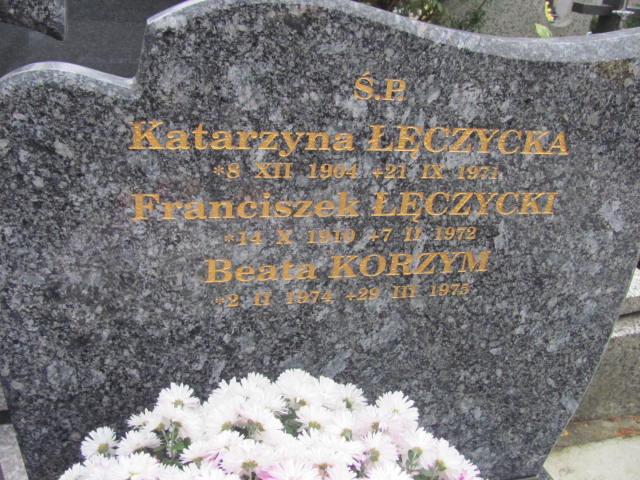 Ś.P.
Katarzyna ŁĘCZYCKA
*8 XII 1904 +21 IX 1971
Franciszek ŁĘCZYCKI
*14 X 1910 +7 II 1972
Beata KORZYM
*2 II 1974 +29 III 1975